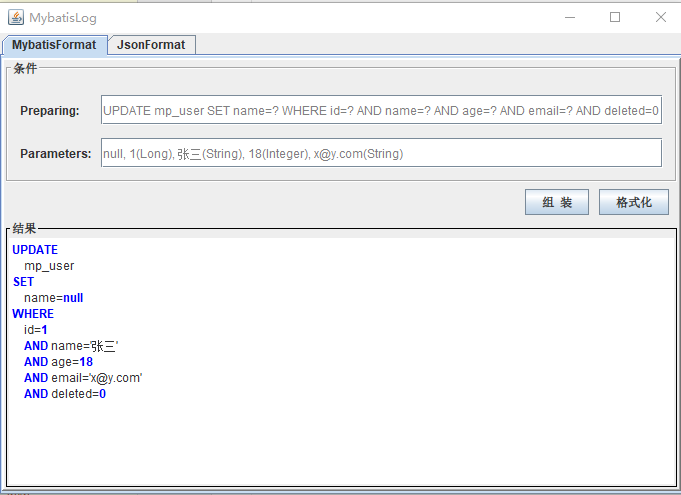 MybatisLog
MybatisFormat JsonFormat
条件
Preparing: UPDATE mp_user SET name=? WHERE id=? AND name=? AND age=? AND email=? AND deleted=0
Parameters: null, 1(Long), 张三(String), 18(Integer), x@y.com(String)
组 装 格式化
结果
UPDATE
mp_user
SET
name=null
WHERE
id=1
AND name='张三'
AND age=18
AND email='x@y.com'
AND deleted=0